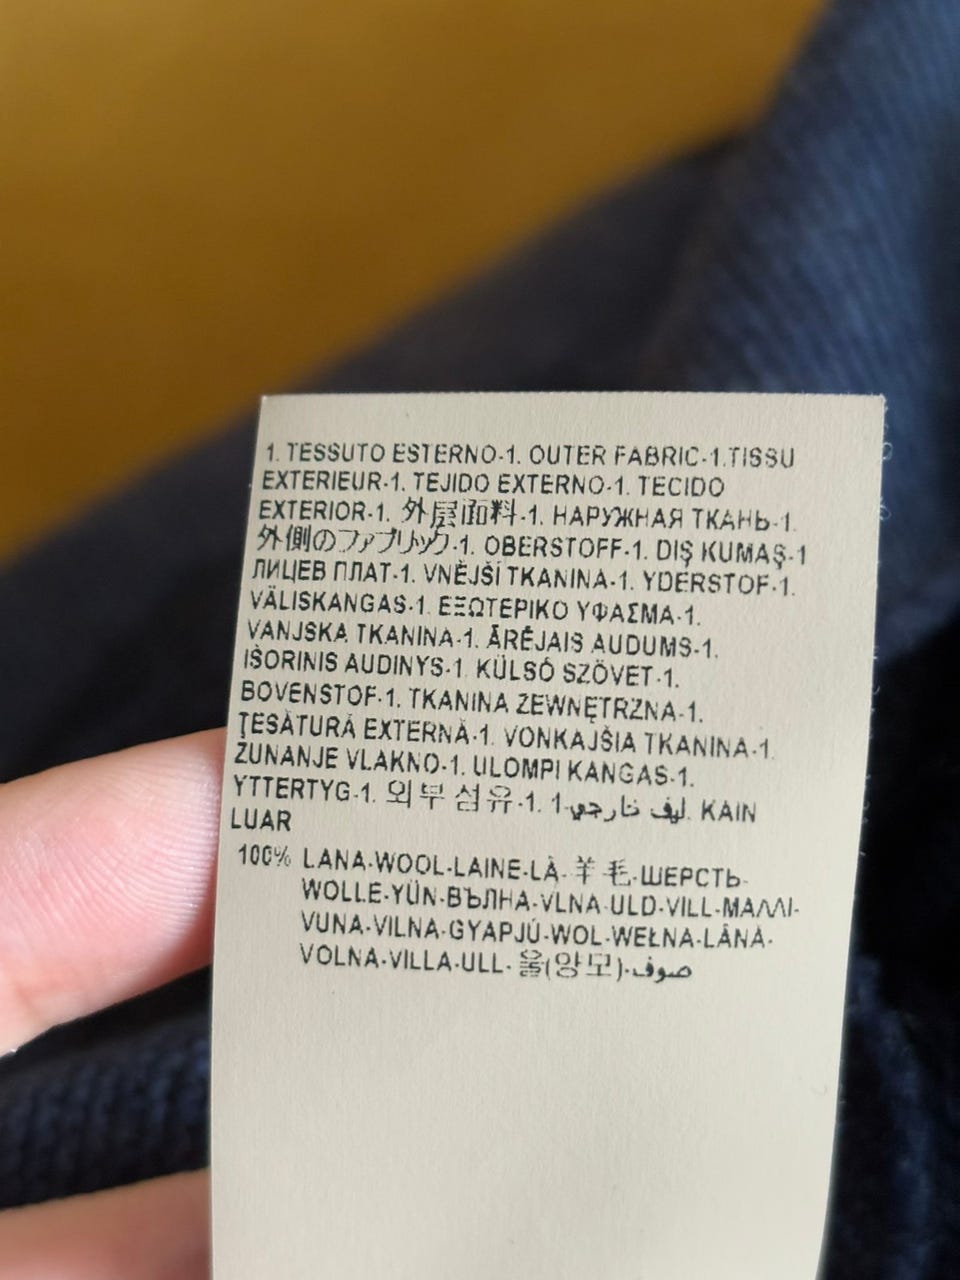 1. TESSUTO ESTERNO-1. OUTER FABRIC-1.TISSU
EXTERIEUR-1. TEJIDO EXTERNO-1. TECIDO
EXTERIOR-1. 外层面料-1. НАРУЖНАЯ ТКАНЬ-1.
外側のファブリック-1. OBERSTOFF-1. DIŞ KUMAŞ-1
ЛИЦЕВ ПЛАТ-1. VNĚJŠÍ TKANINA-1. YDERSTOF-1.
VÄLISKANGAS-1. ΕΞΩΤΕΡΙΚΟ ΥΦΑΣΜΑ-1.
VANJSKA TKANINA-1. ĀRĒJAIS AUDUMS-1.
IŠORINIS AUDINYS-1. KÜLSŐ SZÖVET-1.
BOVENSTOF-1. TKANINA ZEWNĘTRZNA-1.
ŢESĂTURĂ EXTERNĂ-1. VONKAJŠIA TKANINA-1.
ZUNANJE VLAKNO-1. ULOMPI KANGAS-1.
YTTERTYG-1. 외부 섬유-1. 1-ليف خارجي. KAIN
LUAR
100% LANA-WOOL-LAINE-LÃ-羊毛-ШЕРСТЬ-
WOLLE-YÜN-ВЪЛНА-VLNA-ULD-VILL-ΜΑΛΛΙ-
VUNA-VILNA-GYAPJÚ-WOL-WEŁNA-LÂNĂ-
VOLNA-VILLA-ULL-울(양모)-صوف